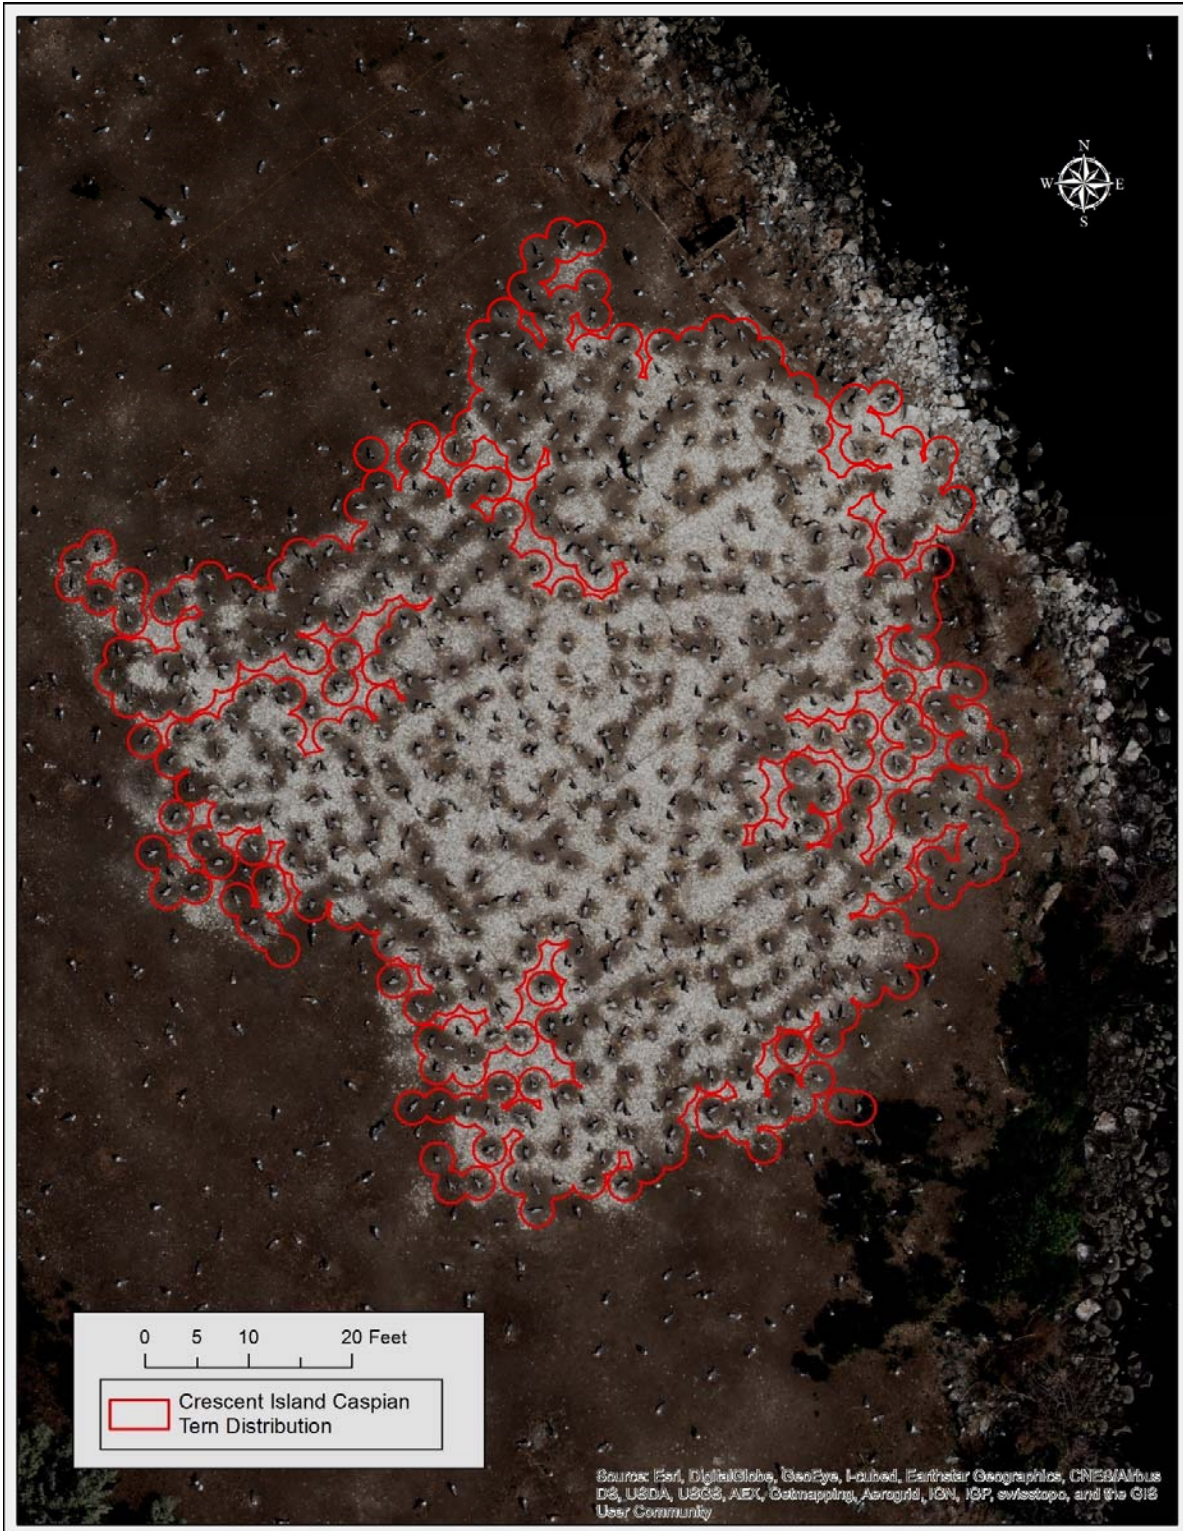 N
W E
S
0 5 10 20 Feet
Crescent Island Caspian
Tern Distribution
Source: Esri, DigitalGlobe, GeoEye, i-cubed, Earthstar Geographics, CNES/Airbus
DS, USDA, USGS, AEX, Getmapping, Aerogrid, IGN, IGP, swisstopo, and the GIS
User Community